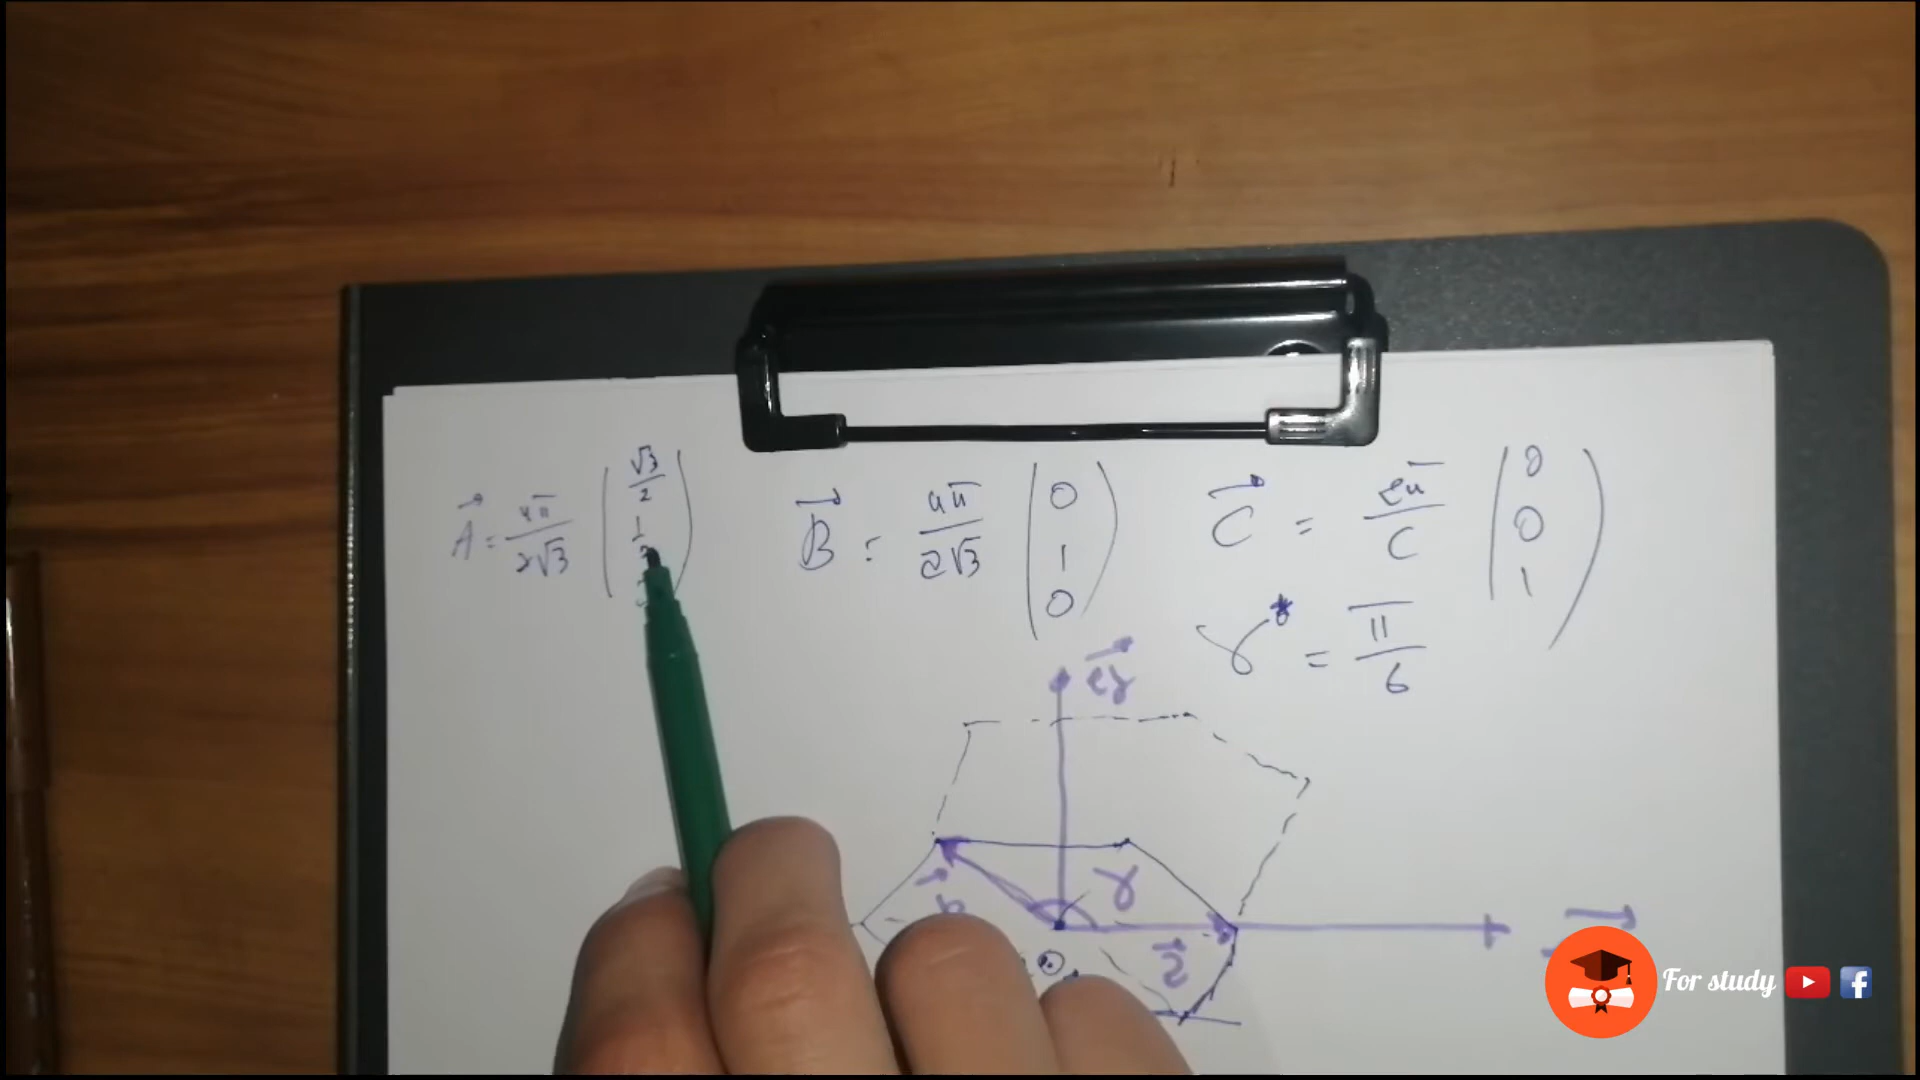 A⃗ = 4π/2√3 (√3/2 1/2 0)
B⃗ = 4π/2√3 (0 1 0)
C⃗ = 2π/C (0 0 1)
γ* = π/6
e⃗y
b⃗ γ
a⃗
For study